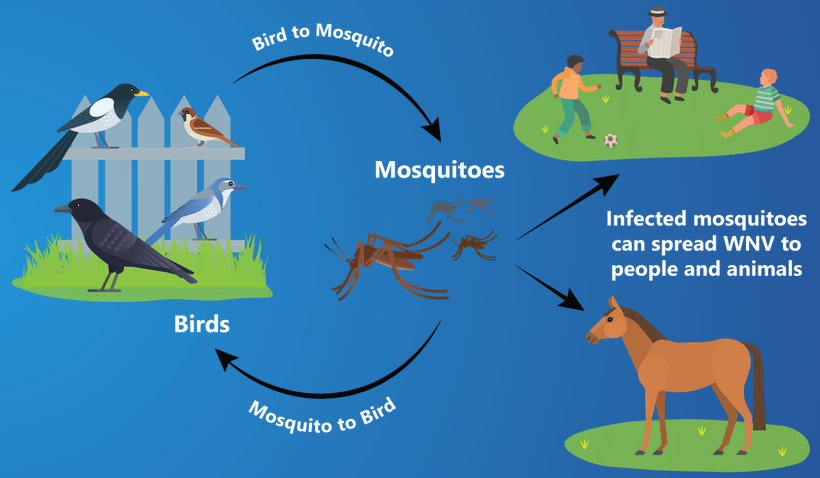 Bird to Mosquito
Mosquitoes
Infected mosquitoes
can spread WNV to
people and animals
Birds
Mosquito to Bird